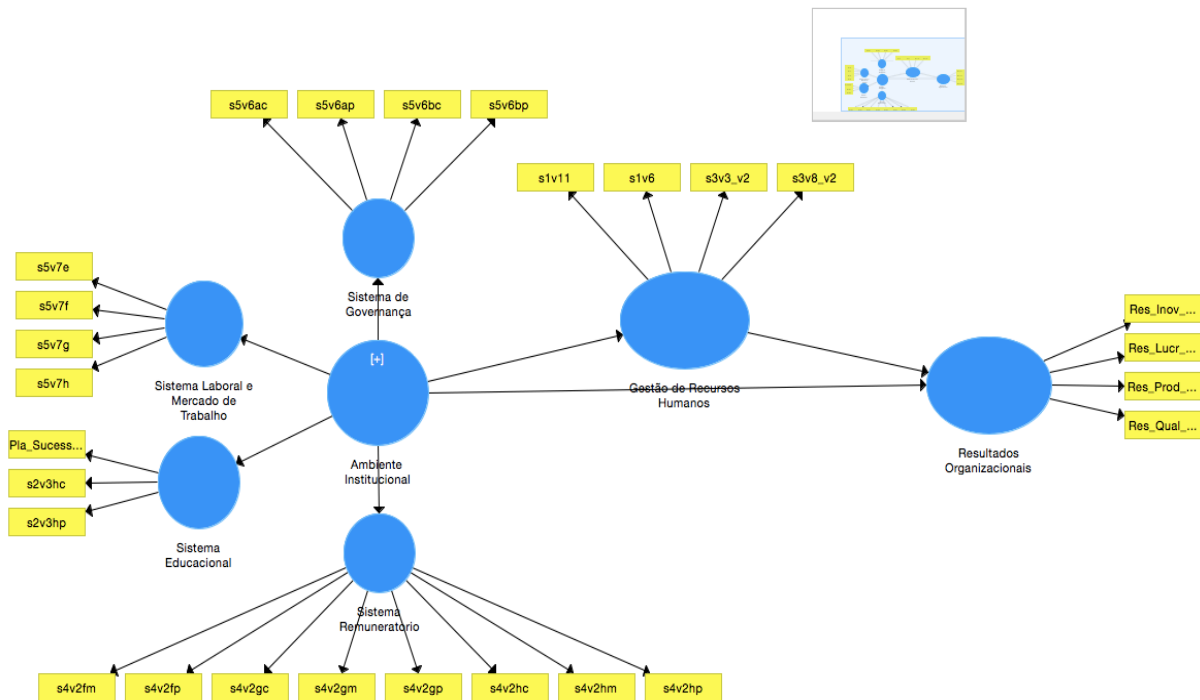 s5v6ac
s5v6ap
s5v6bc
s5v6bp
s1v11
s1v6
s3v3_v2
s3v8_v2
s5v7e
s5v7f
s5v7g
s5v7h
Sistema de
Governança
[+]
Sistema Laboral e
Mercado de
Trabalho
Gestão de Recursos
Humanos
Res_Inov_...
Res_Lucr_...
Res_Prod_...
Res_Qual_...
Pla_Sucess...
s2v3hc
s2v3hp
Ambiente
Institucional
Resultados
Organizacionais
Sistema
Educacional
Sistema
Remuneratorio
s4v2fm
s4v2fp
s4v2gc
s4v2gm
s4v2gp
s4v2hc
s4v2hm
s4v2hp